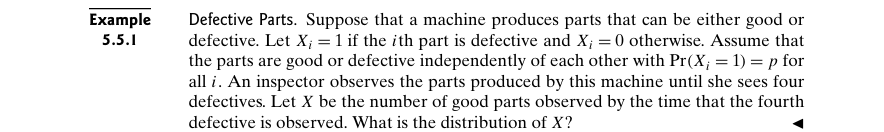 Example Defective Parts. Suppose that a machine produces parts that can be either good or
5.5.1 defective. Let Xᵢ = 1 if the ith part is defective and Xᵢ = 0 otherwise. Assume that
the parts are good or defective independently of each other with Pr(Xᵢ = 1) = p for
all i. An inspector observes the parts produced by this machine until she sees four
defectives. Let X be the number of good parts observed by the time that the fourth
defective is observed. What is the distribution of X? ◀